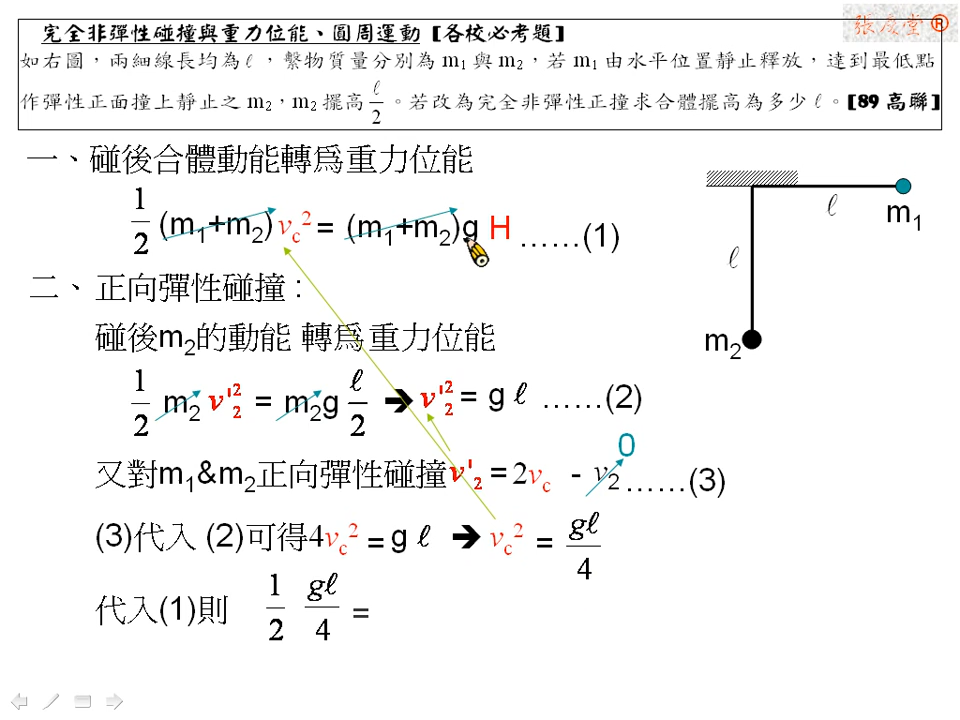 張度堂®
完全非彈性碰撞與重力位能、圓周運動【各校必考題】
如右圖，兩細線長均為ℓ，繫物質量分別為m₁與m₂，若m₁由水平位置靜止釋放，達到最低點
作彈性正面撞上靜止之m₂，m₂擺高ℓ/2。若改為完全非彈性正撞求合體擺高為多少ℓ。【89高聯】
一、碰後合體動能轉為重力位能
1/2 (m₁+m₂)v_c² = (m₁+m₂)g H ……(1)
二、正向彈性碰撞：
碰後m₂的動能 轉為重力位能
1/2 m₂ v'₂² = m₂g ℓ/2 ➔ v'₂² = g ℓ ……(2)
又對m₁&m₂正向彈性碰撞v'₂ = 2v_c - v₂ ……(3)
0
(3)代入 (2)可得4v_c² = g ℓ ➔ v_c² = gℓ/4
代入(1)則 1/2 gℓ/4 =
ℓ
m₁
ℓ
m₂